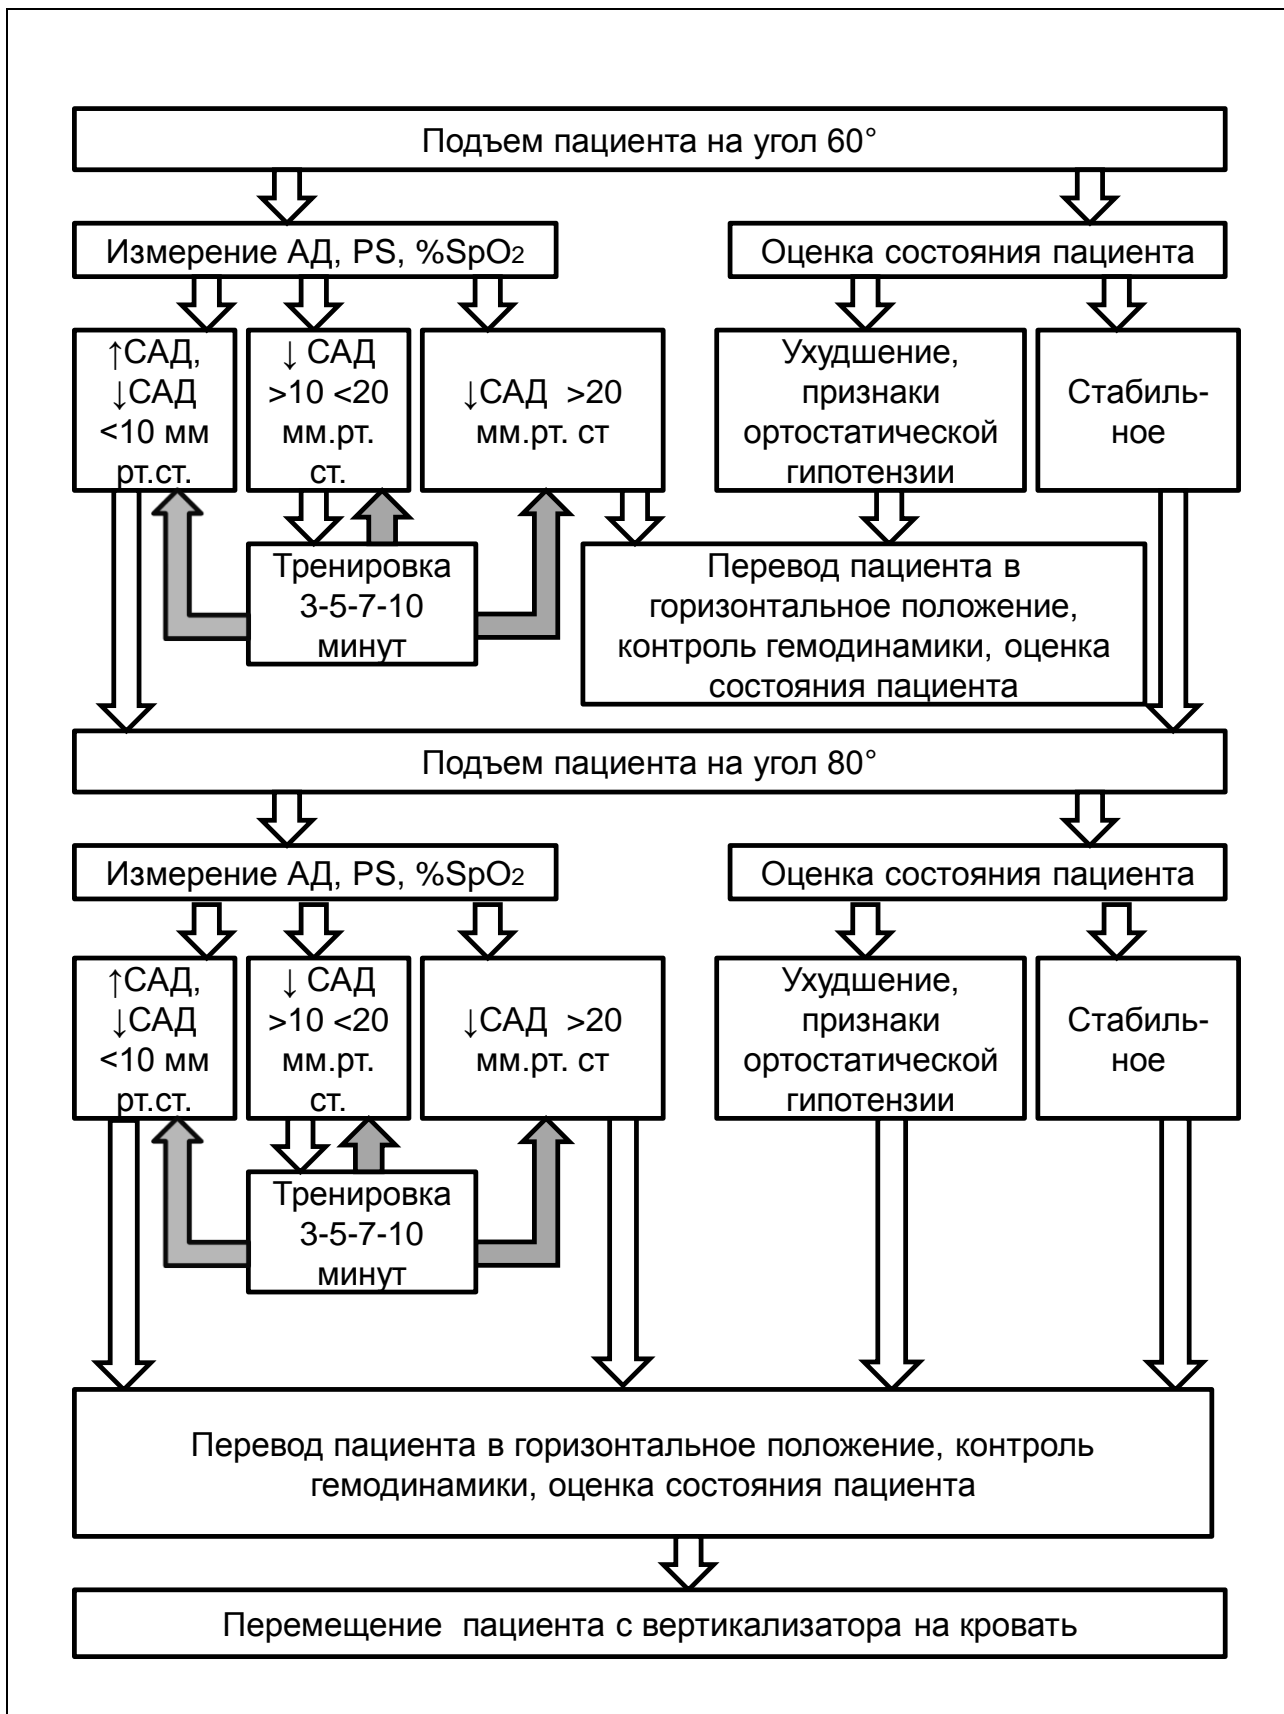 Подъем пациента на угол 60°
Измерение АД, PS, %SpO2
Оценка состояния пациента
↑САД,
↓САД
<10 мм
рт.ст.
↓ САД
>10 <20
мм.рт.
ст.
↓САД >20
мм.рт. ст
Ухудшение,
признаки
ортостатической
гипотензии
Стабиль-
ное
Тренировка
3-5-7-10
минут
Перевод пациента в
горизонтальное положение,
контроль гемодинамики, оценка
состояния пациента
Подъем пациента на угол 80°
Измерение АД, PS, %SpO2
Оценка состояния пациента
↑САД,
↓САД
<10 мм
рт.ст.
↓ САД
>10 <20
мм.рт.
ст.
↓САД >20
мм.рт. ст
Ухудшение,
признаки
ортостатической
гипотензии
Стабиль-
ное
Тренировка
3-5-7-10
минут
Перевод пациента в горизонтальное положение, контроль
гемодинамики, оценка состояния пациента
Перемещение пациента с вертикализатора на кровать